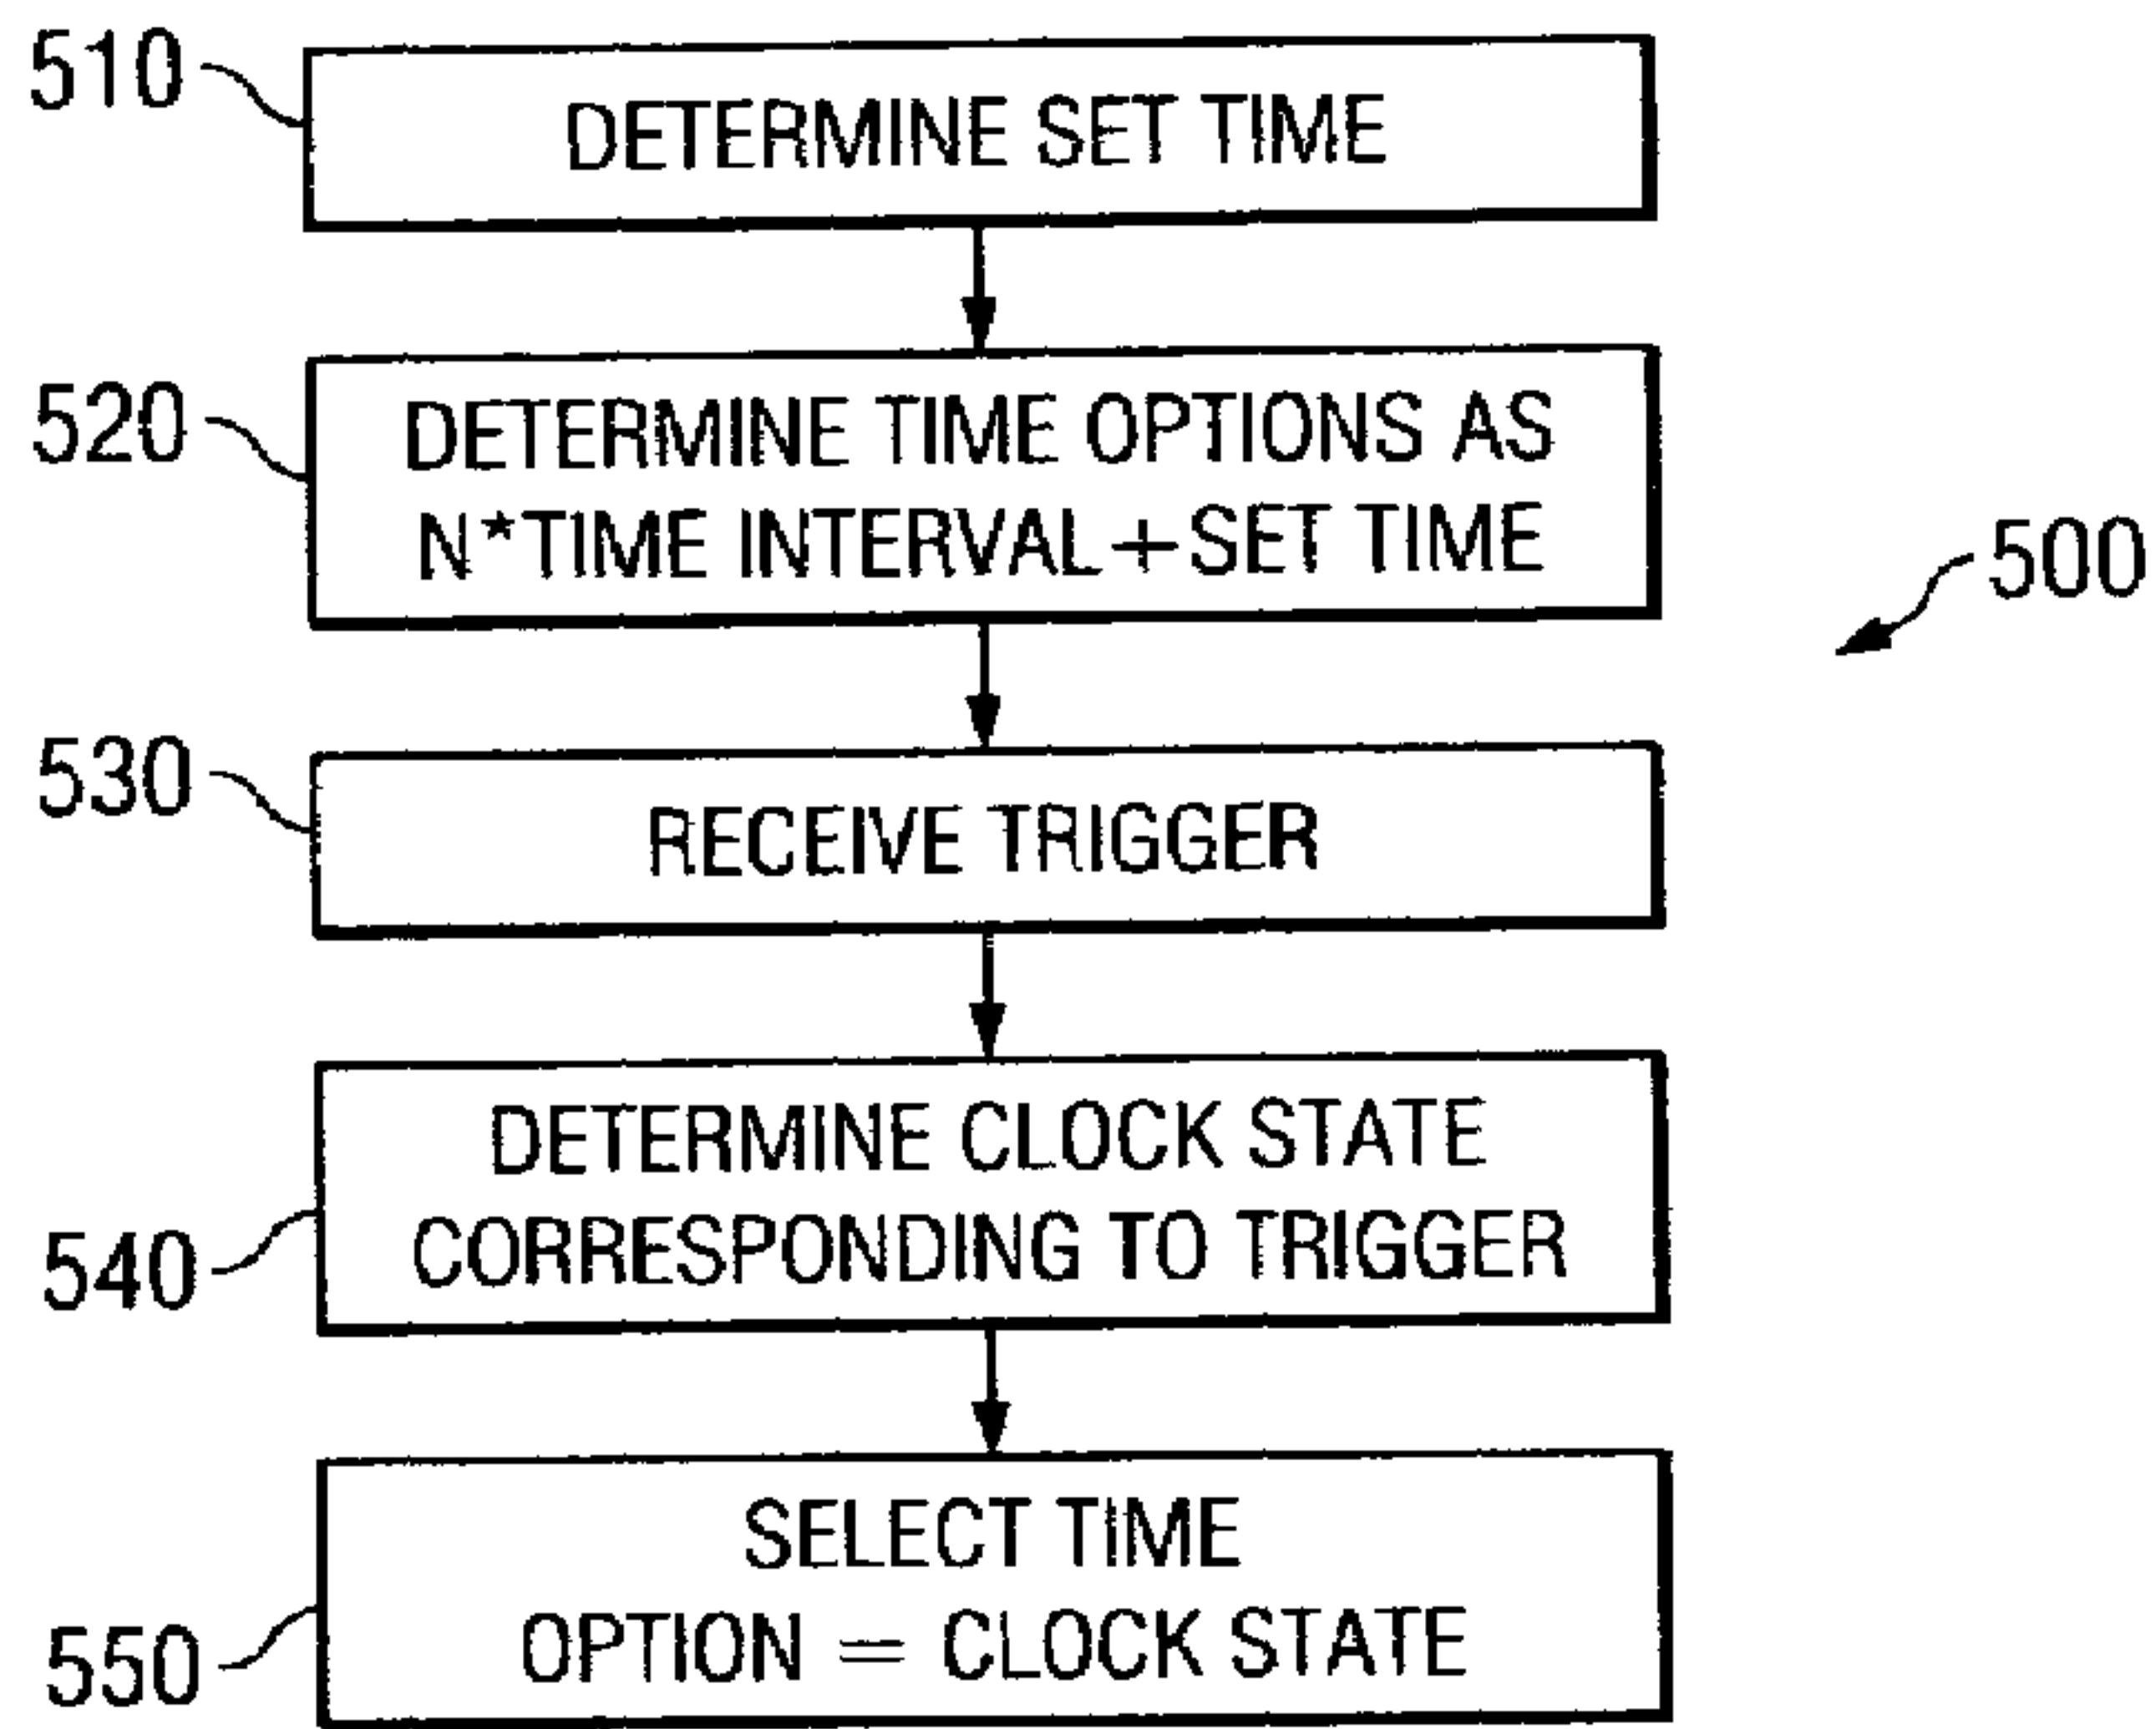 510
DETERMINE SET TIME
520
DETERMINE TIME OPTIONS AS
N*TIME INTERVAL+SET TIME
500
530
RECEIVE TRIGGER
540
DETERMINE CLOCK STATE
CORRESPONDING TO TRIGGER
550
SELECT TIME
OPTION = CLOCK STATE